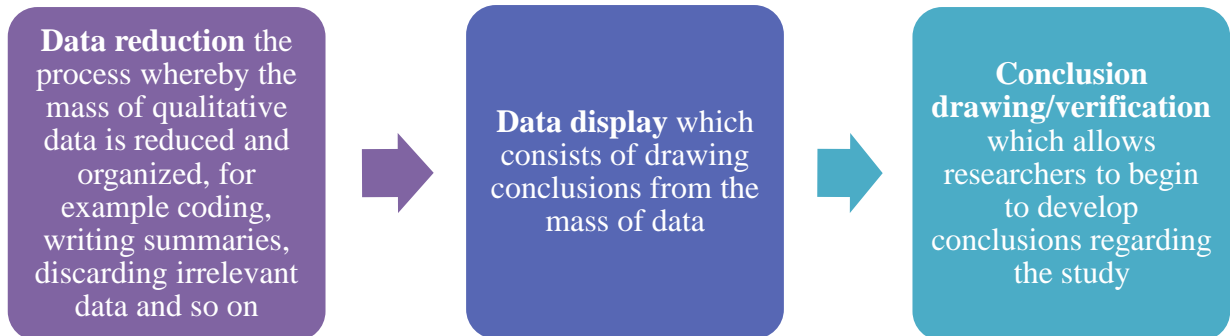 Data reduction the
process whereby the
mass of qualitative
data is reduced and
organized, for
example coding,
writing summaries,
discarding irrelevant
data and so on
Data display which
consists of drawing
conclusions from the
mass of data
Conclusion
drawing/verification
which allows
researchers to begin
to develop
conclusions regarding
the study